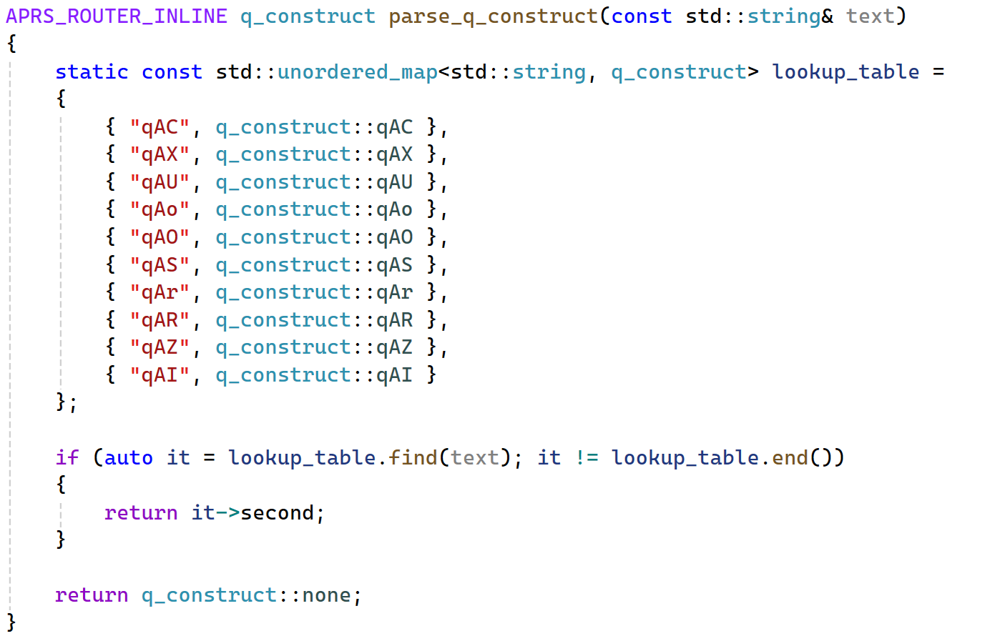 APRS_ROUTER_INLINE q_construct parse_q_construct(const std::string& text)
{
    static const std::unordered_map<std::string, q_construct> lookup_table =
    {
        { "qAC", q_construct::qAC },
        { "qAX", q_construct::qAX },
        { "qAU", q_construct::qAU },
        { "qAo", q_construct::qAo },
        { "qAO", q_construct::qAO },
        { "qAS", q_construct::qAS },
        { "qAr", q_construct::qAr },
        { "qAR", q_construct::qAR },
        { "qAZ", q_construct::qAZ },
        { "qAI", q_construct::qAI }
    };

    if (auto it = lookup_table.find(text); it != lookup_table.end())
    {
        return it->second;
    }

    return q_construct::none;
}